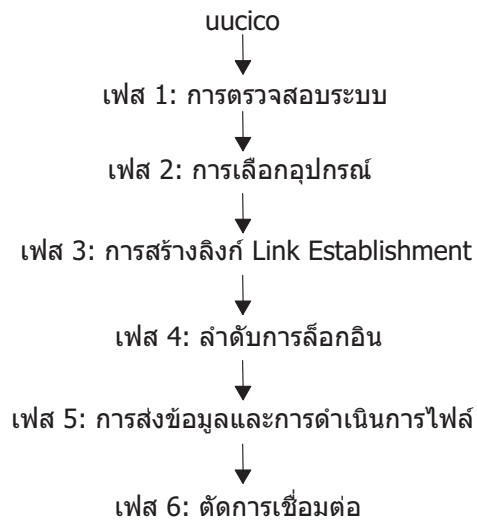 uucico
เฟส 1: การตรวจสอบระบบ
เฟส 2: การเลือกอุปกรณ์
เฟส 3: การสร้างลิงก์ Link Establishment
เฟส 4: ลำดับการล็อกอิน
เฟส 5: การส่งข้อมูลและการดำเนินการไฟล์
เฟส 6: ตัดการเชื่อมต่อ